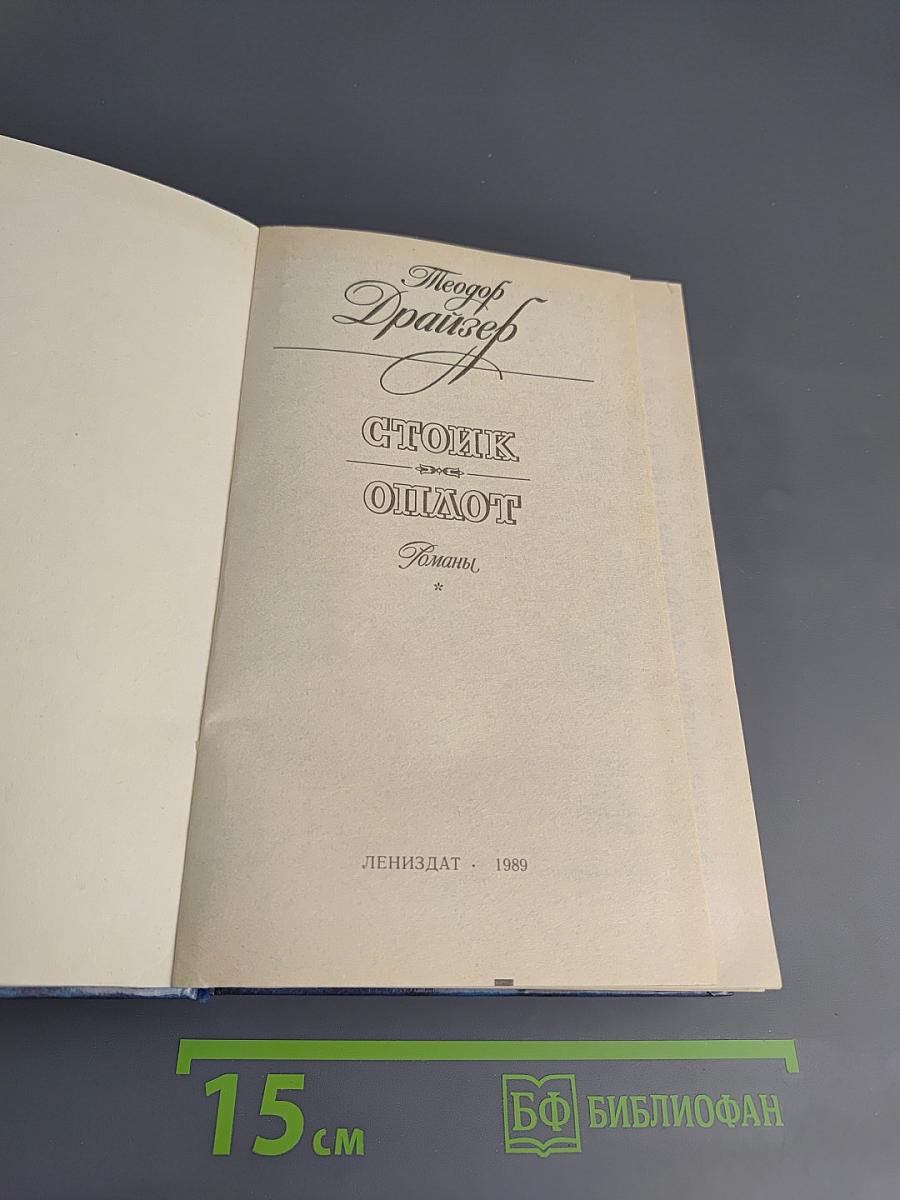 Теодор
Драйзер
СТОИК
ОПЛОТ
Романы
*
ЛЕНИЗДАТ · 1989
15 см
БФ БИБЛИОФАН